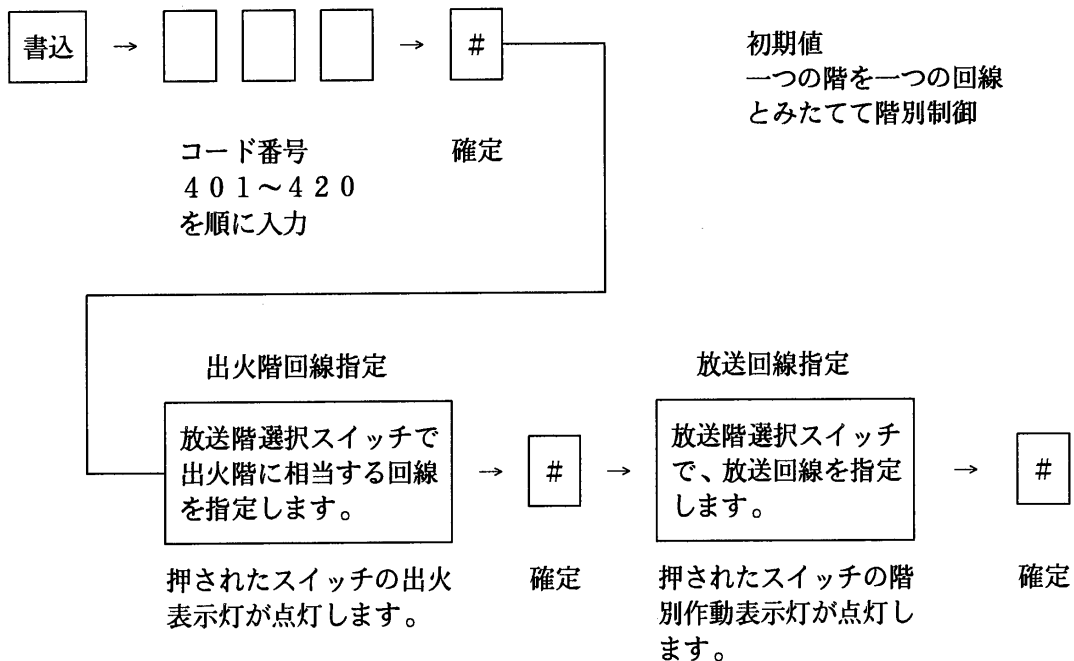 書込 → → #
初期値
一つの階を一つの回線
とみたてて階別制御
コード番号
401～420
を順に入力
確定
出火階回線指定
放送階選択スイッチで
出火階に相当する回線
を指定します。
→ # →
押されたスイッチの出火
表示灯が点灯します。
確定
放送回線指定
放送階選択スイッチ
で、放送回線を指定
します。
→ #
押されたスイッチの階
別作動表示灯が点灯し
ます。
確定